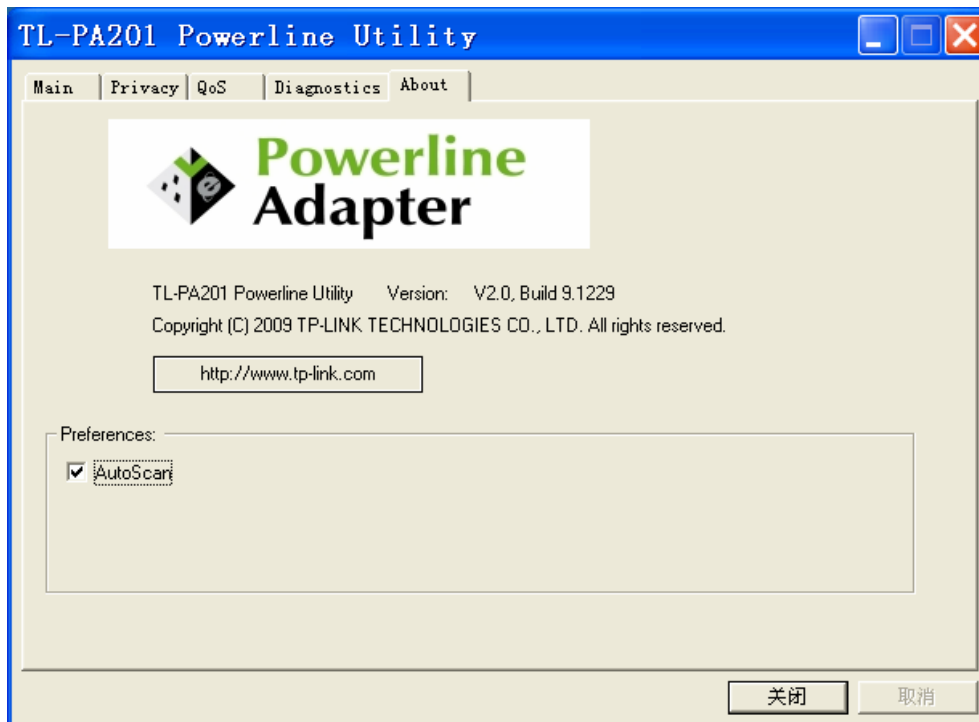 TL-PA201 Powerline Utility
Main Privacy QoS Diagnostics About
Powerline
Adapter
TL-PA201 Powerline Utility Version: V2.0, Build 9.1229
Copyright (C) 2009 TP-LINK TECHNOLOGIES CO., LTD. All rights reserved.
http://www.tp-link.com
Preferences:
AutoScan
关闭 取消